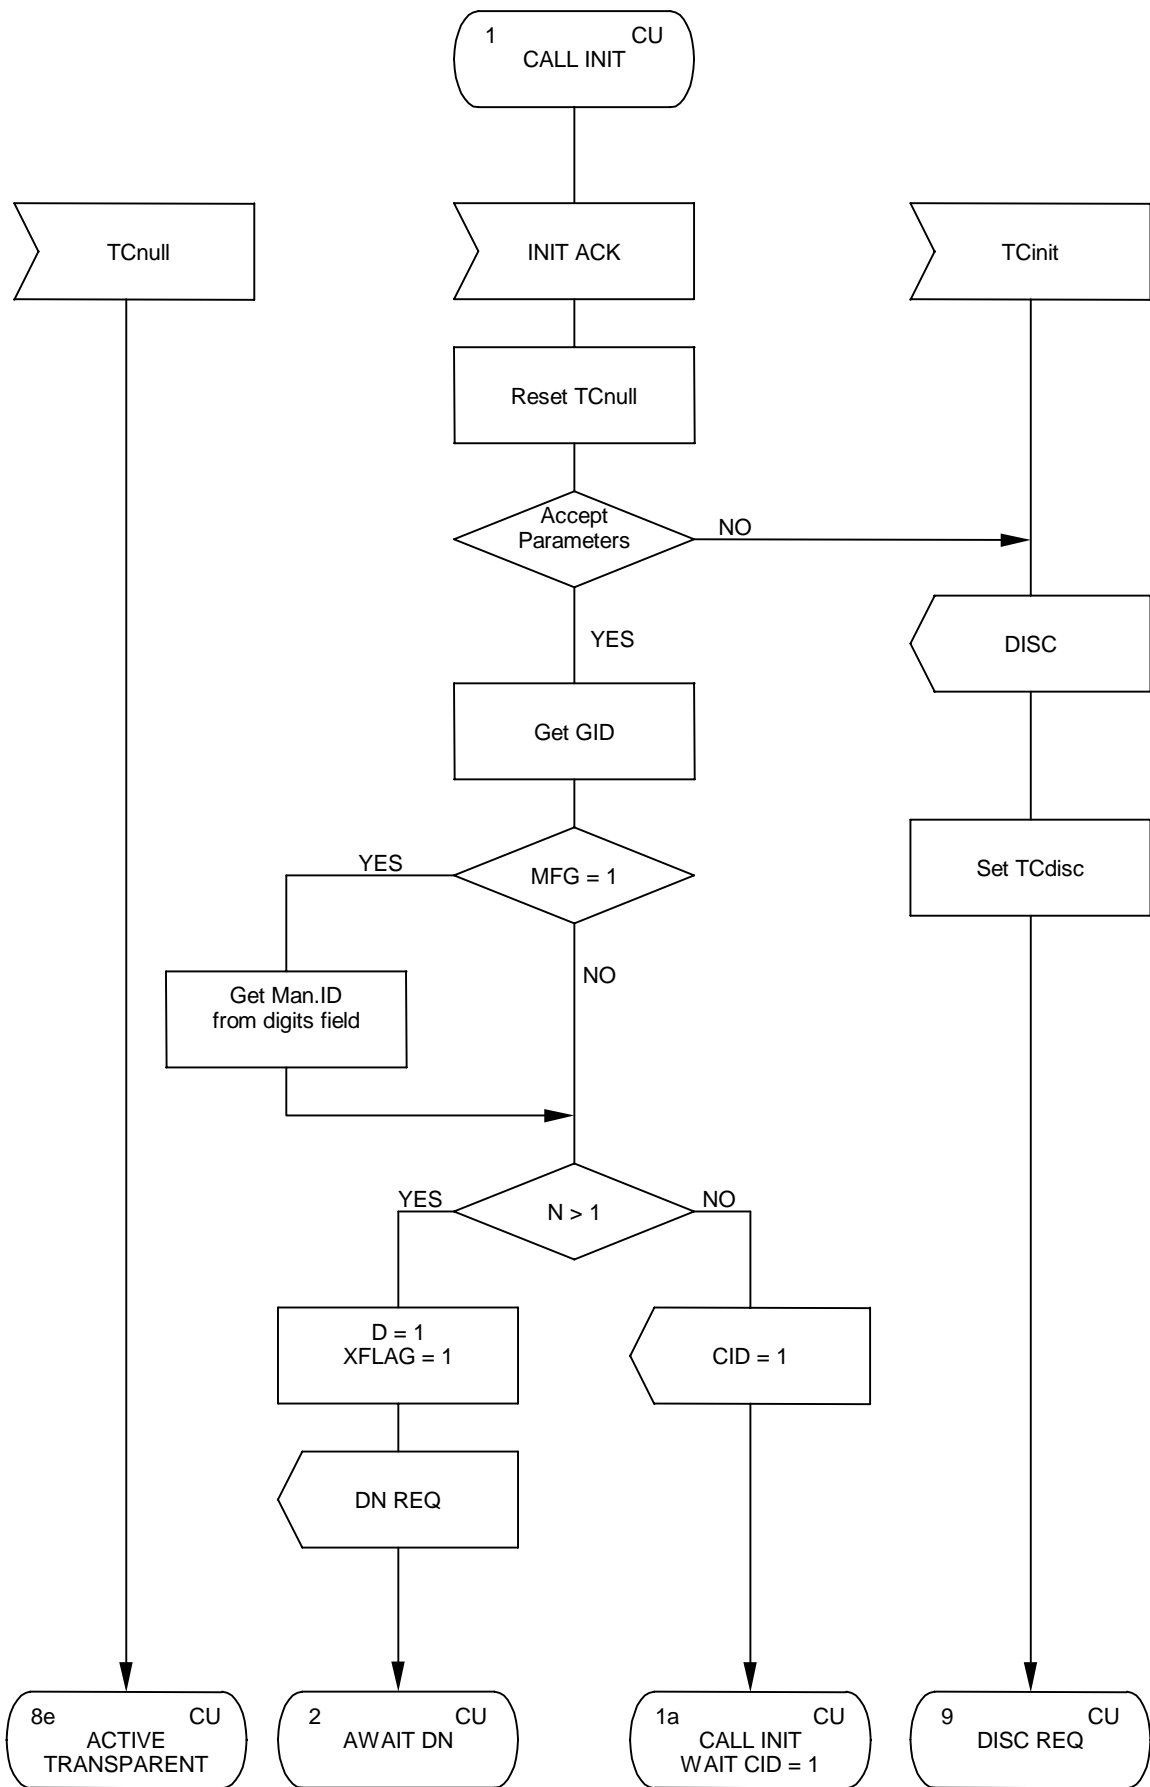 1 CU
CALL INIT
TCnull
INIT ACK
TCinit
Reset TCnull
Accept
Parameters
NO
YES
DISC
Get GID
YES
MFG = 1
Set TCdisc
NO
Get Man.ID
from digits field
YES
N > 1
NO
D = 1
XFLAG = 1
CID = 1
DN REQ
8e CU
ACTIVE
TRANSPARENT
2 CU
AWAIT DN
1a CU
CALL INIT
WAIT CID = 1
9 CU
DISC REQ